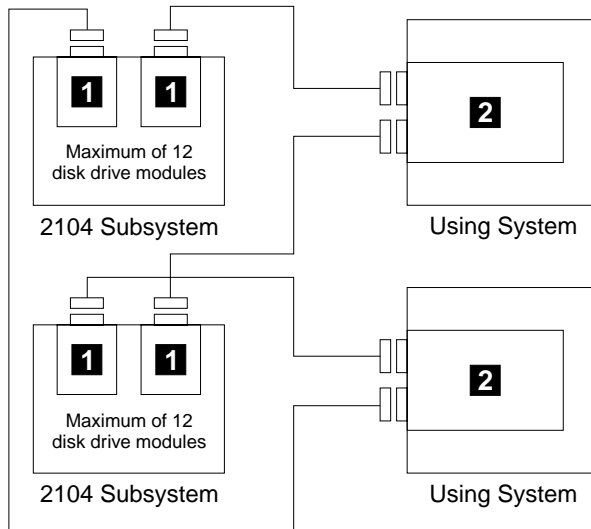 1 1
2
Maximum of 12
disk drive modules
2104 Subsystem
Using System
1 1
2
Maximum of 12
disk drive modules
2104 Subsystem
Using System